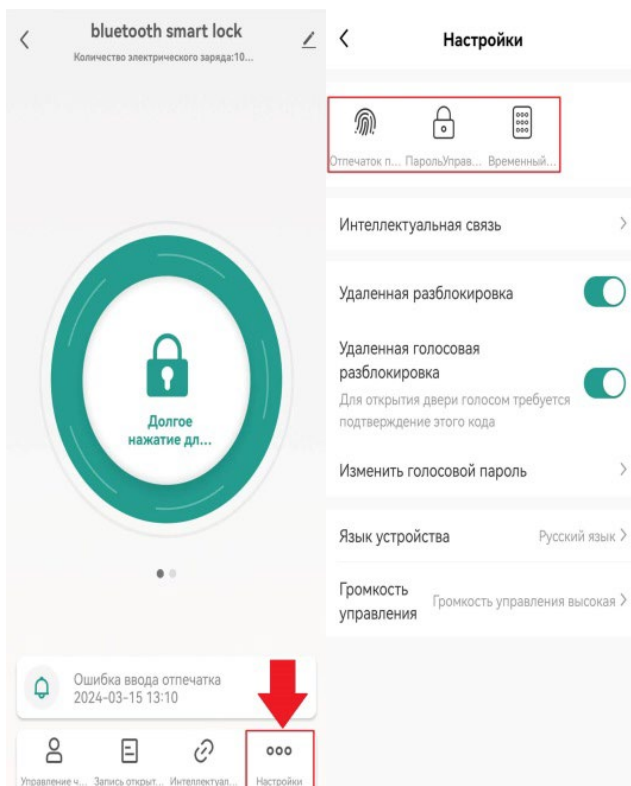 bluetooth smart lock
Количество электрического заряда:10...
Долгое
нажатие дл...
Ошибка ввода отпечатка
2024-03-15 13:10
Управление ч... Запись открыт... Интеллектуал... Настройки
Настройки
Отпечаток п... ПарольУправ... Временный...
Интеллектуальная связь
Удаленная разблокировка
Удаленная голосовая
разблокировка
Для открытия двери голосом требуется
подтверждение этого кода
Изменить голосовой пароль
Язык устройства Русский язык
Громкость
управления Громкость управления высокая